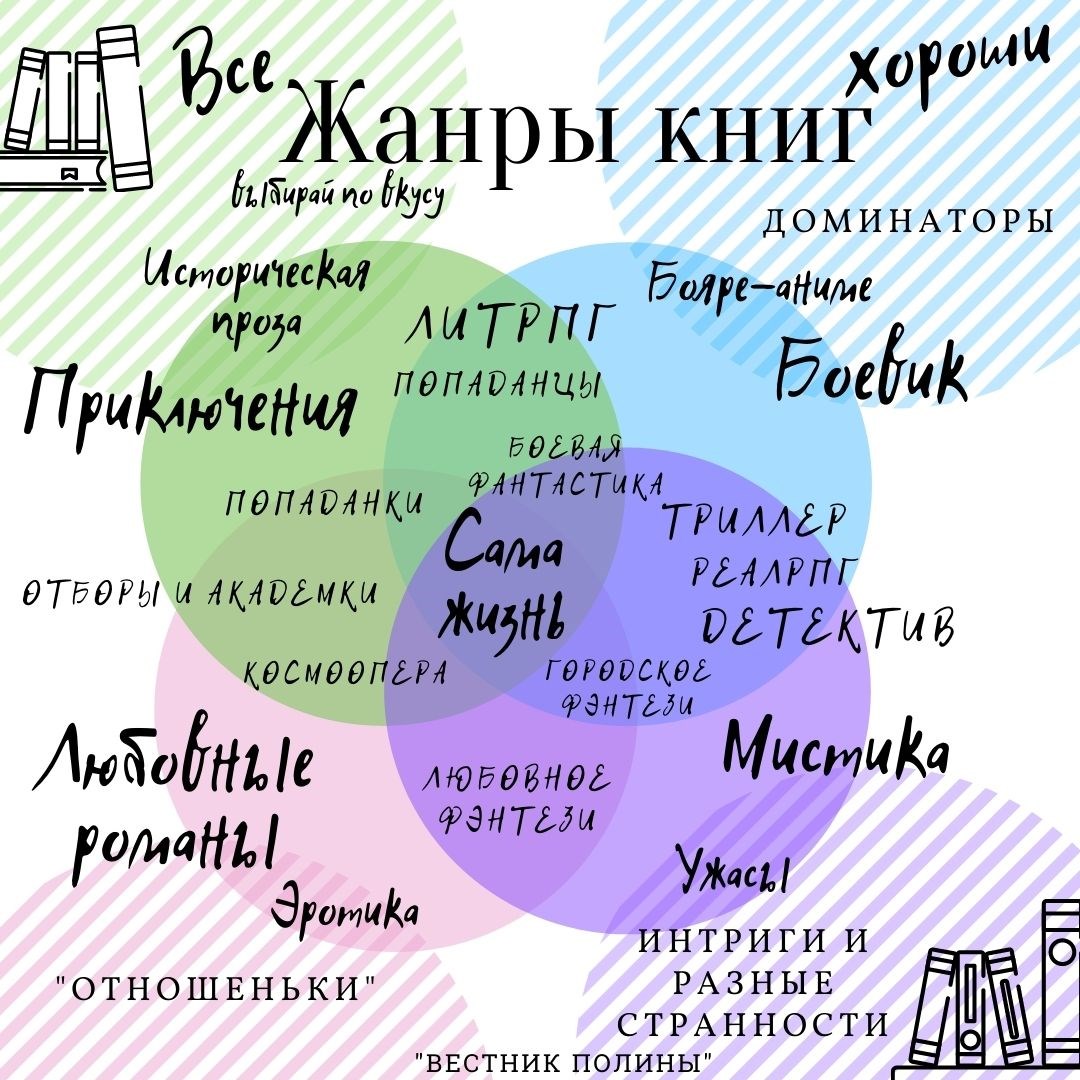 Все
Жанры книг
хороши
выбирай по вкусу
ДОМИНАТОРЫ
Историческая
проза
Бояре-аниме
ЛИТРПГ
Боевик
Приключения
ПОПАДАНЦЫ
БОЕВАЯ
ФАНТАСТИКА
ПОПАДАНКИ
ТРИЛЛЕР
Сама
жизнь
РЕАЛРПГ
ОТБОРЫ И АКАДЕМКИ
ДЕТЕКТИВ
КОСМООПЕРА
ГОРОДСКОЕ
ФЭНТЕЗИ
Любовные
романы
Мистика
ЛЮБОВНОЕ
ФЭНТЕЗИ
Ужасы
Эротика
ИНТРИГИ И
РАЗНЫЕ
СТРАННОСТИ
"ОТНОШЕНЬКИ"
"ВЕСТНИК ПОЛИНЫ"